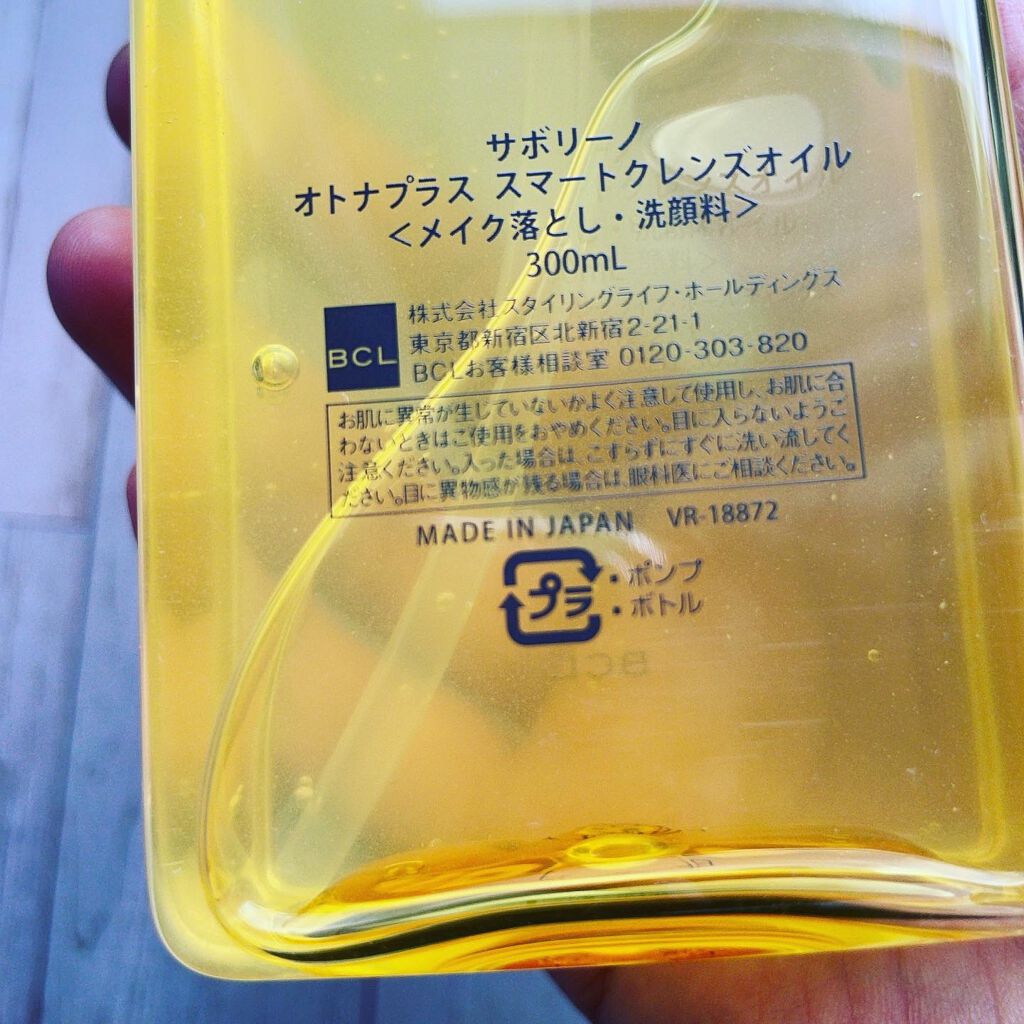 サボリーノ
オトナプラス スマートクレンズオイル
<メイク落とし・洗顔料>
300mL
BCL
株式会社スタイリングライフ・ホールディングス
東京都新宿区北新宿2-21-1
BCLお客様相談室 0120-303-820
お肌に異常が生じていないかよく注意して使用し、お肌に合
わないときはご使用をおやめください。目に入らないようご
注意ください。入った場合は、こすらずにすぐに洗い流してく
ださい。目に異物感が残る場合は、眼科医にご相談ください。
MADE IN JAPAN VR-18872
プラ
・ポンプ
・ボトル
BCL